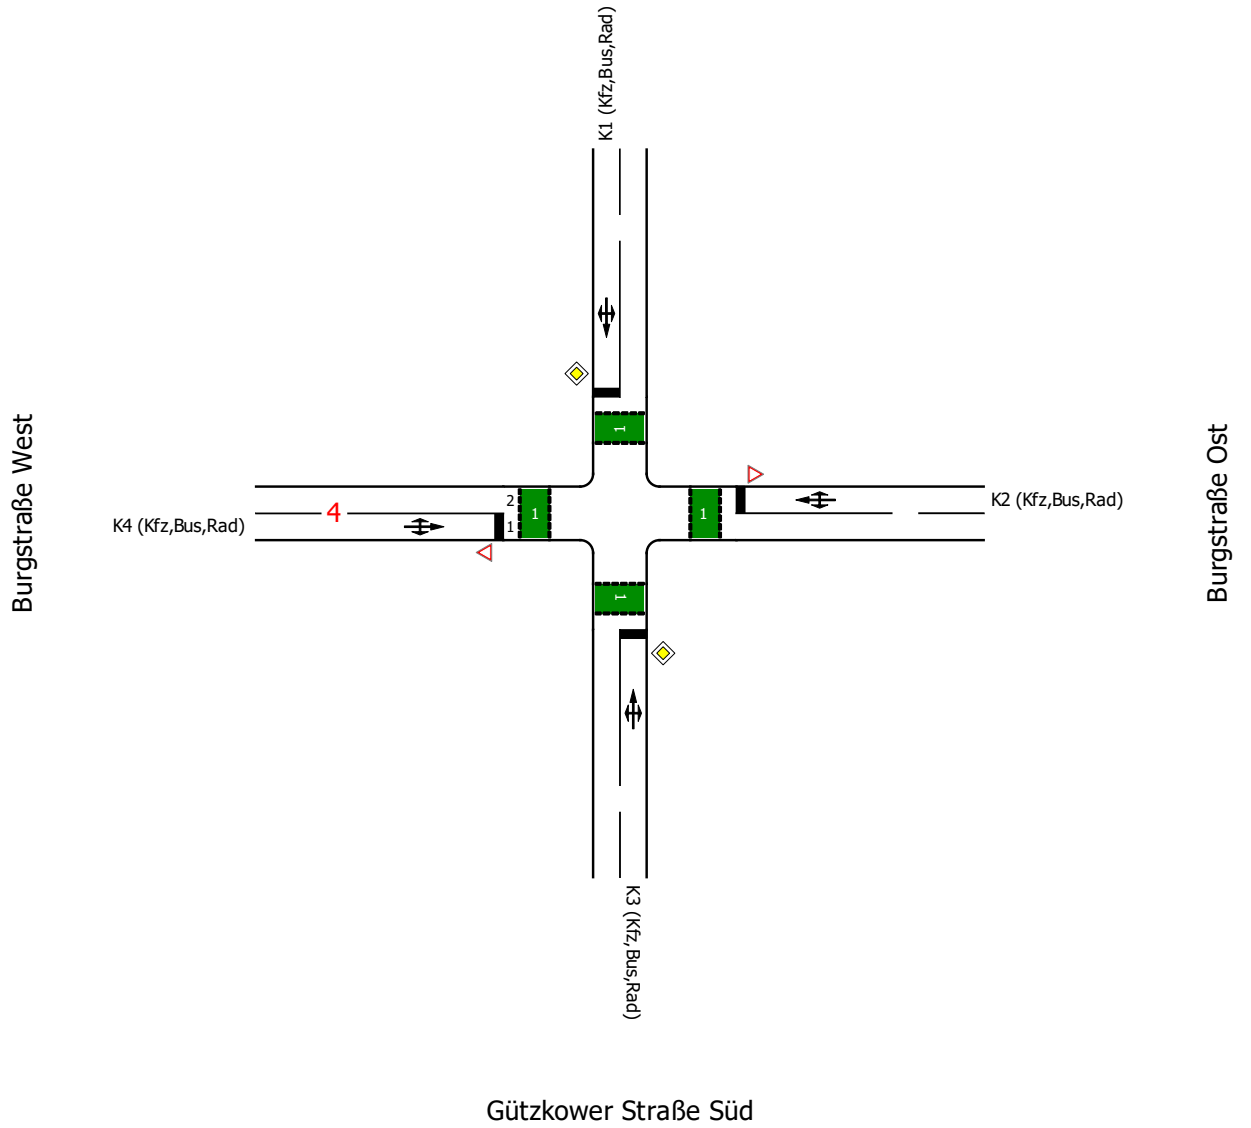 K1 (Kfz,Bus,Rad)
1
Burgstraße West
Burgstraße Ost
K2 (Kfz,Bus,Rad)
2
4
1
1
K4 (Kfz,Bus,Rad)
1
1
K3 (Kfz,Bus,Rad)
Gützkower Straße Süd